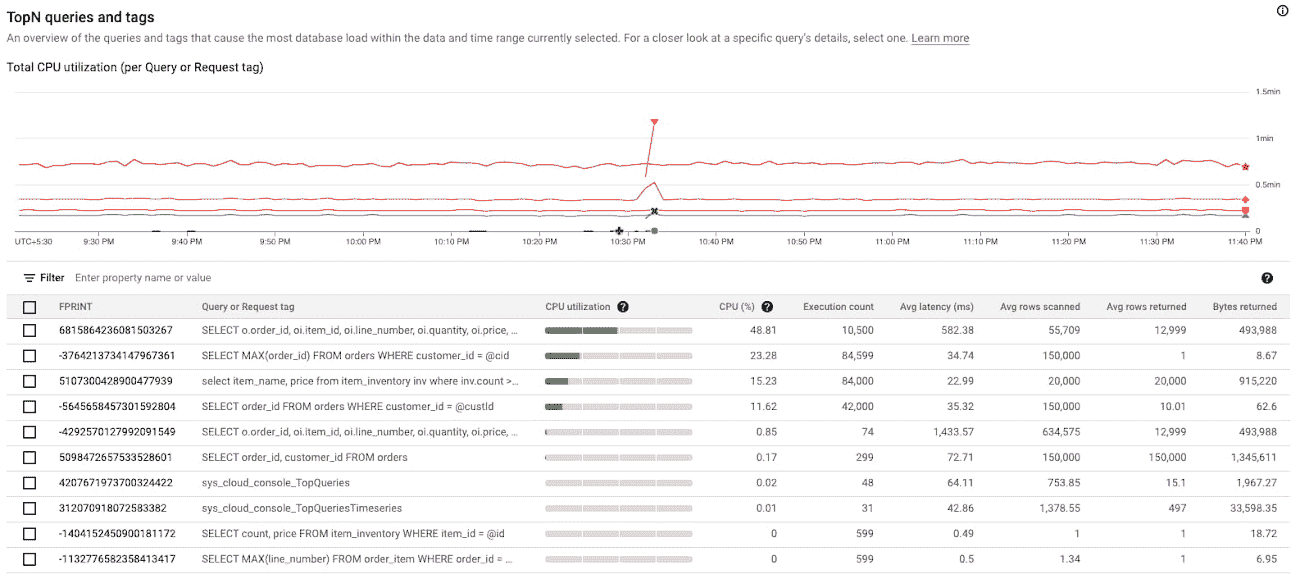 TopN queries and tags
An overview of the queries and tags that cause the most database load within the data and time range currently selected. For a closer look at a specific query's details, select one. Learn more
Total CPU utilization (per Query or Request tag)
1.5min
1min
0.5min
0
UTC+5:30 9:30 PM 9:40 PM 9:50 PM 10:00 PM 10:10 PM 10:20 PM 10:30 PM 10:40 PM 10:50 PM 11:00 PM 11:10 PM 11:20 PM 11:30 PM 11:40 PM
Filter Enter property name or value
FPRINT Query or Request tag CPU utilization CPU (%) Execution count Avg latency (ms) Avg rows scanned Avg rows returned Bytes returned
6815864236081503267 SELECT o.order_id, oi.item_id, oi.line_number, oi.quantity, oi.price, ... 48.81 10,500 582.38 55,709 12,999 493,988
-3764213734147967361 SELECT MAX(order_id) FROM orders WHERE customer_id = @cid 23.28 84,599 34.74 150,000 1 8.67
5107300428900477939 select item_name, price from item_inventory inv where inv.count >... 15.23 84,000 22.99 20,000 20,000 915,220
-5645658457301592804 SELECT order_id FROM orders WHERE customer_id = @custId 11.62 42,000 35.32 150,000 10.01 62.6
-4292570127992091549 SELECT o.order_id, oi.item_id, oi.line_number, oi.quantity, oi.price, ... 0.85 74 1,433.57 634,575 12,999 493,988
5098472657533528601 SELECT order_id, customer_id FROM orders 0.17 299 72.71 150,000 150,000 1,345,611
4207671973700324422 sys_cloud_console_TopQueries 0.02 48 64.11 753.85 15.1 1,967.27
312070918072583382 sys_cloud_console_TopQueriesTimeseries 0.01 31 42.86 1,378.55 497 33,598.35
-1404152450900181172 SELECT count, price FROM item_inventory WHERE item_id = @id 0 599 0.49 1 1 18.72
-1132776582358413417 SELECT MAX(line_number) FROM order_item WHERE order_id = ... 0 599 0.5 1.34 1 6.95